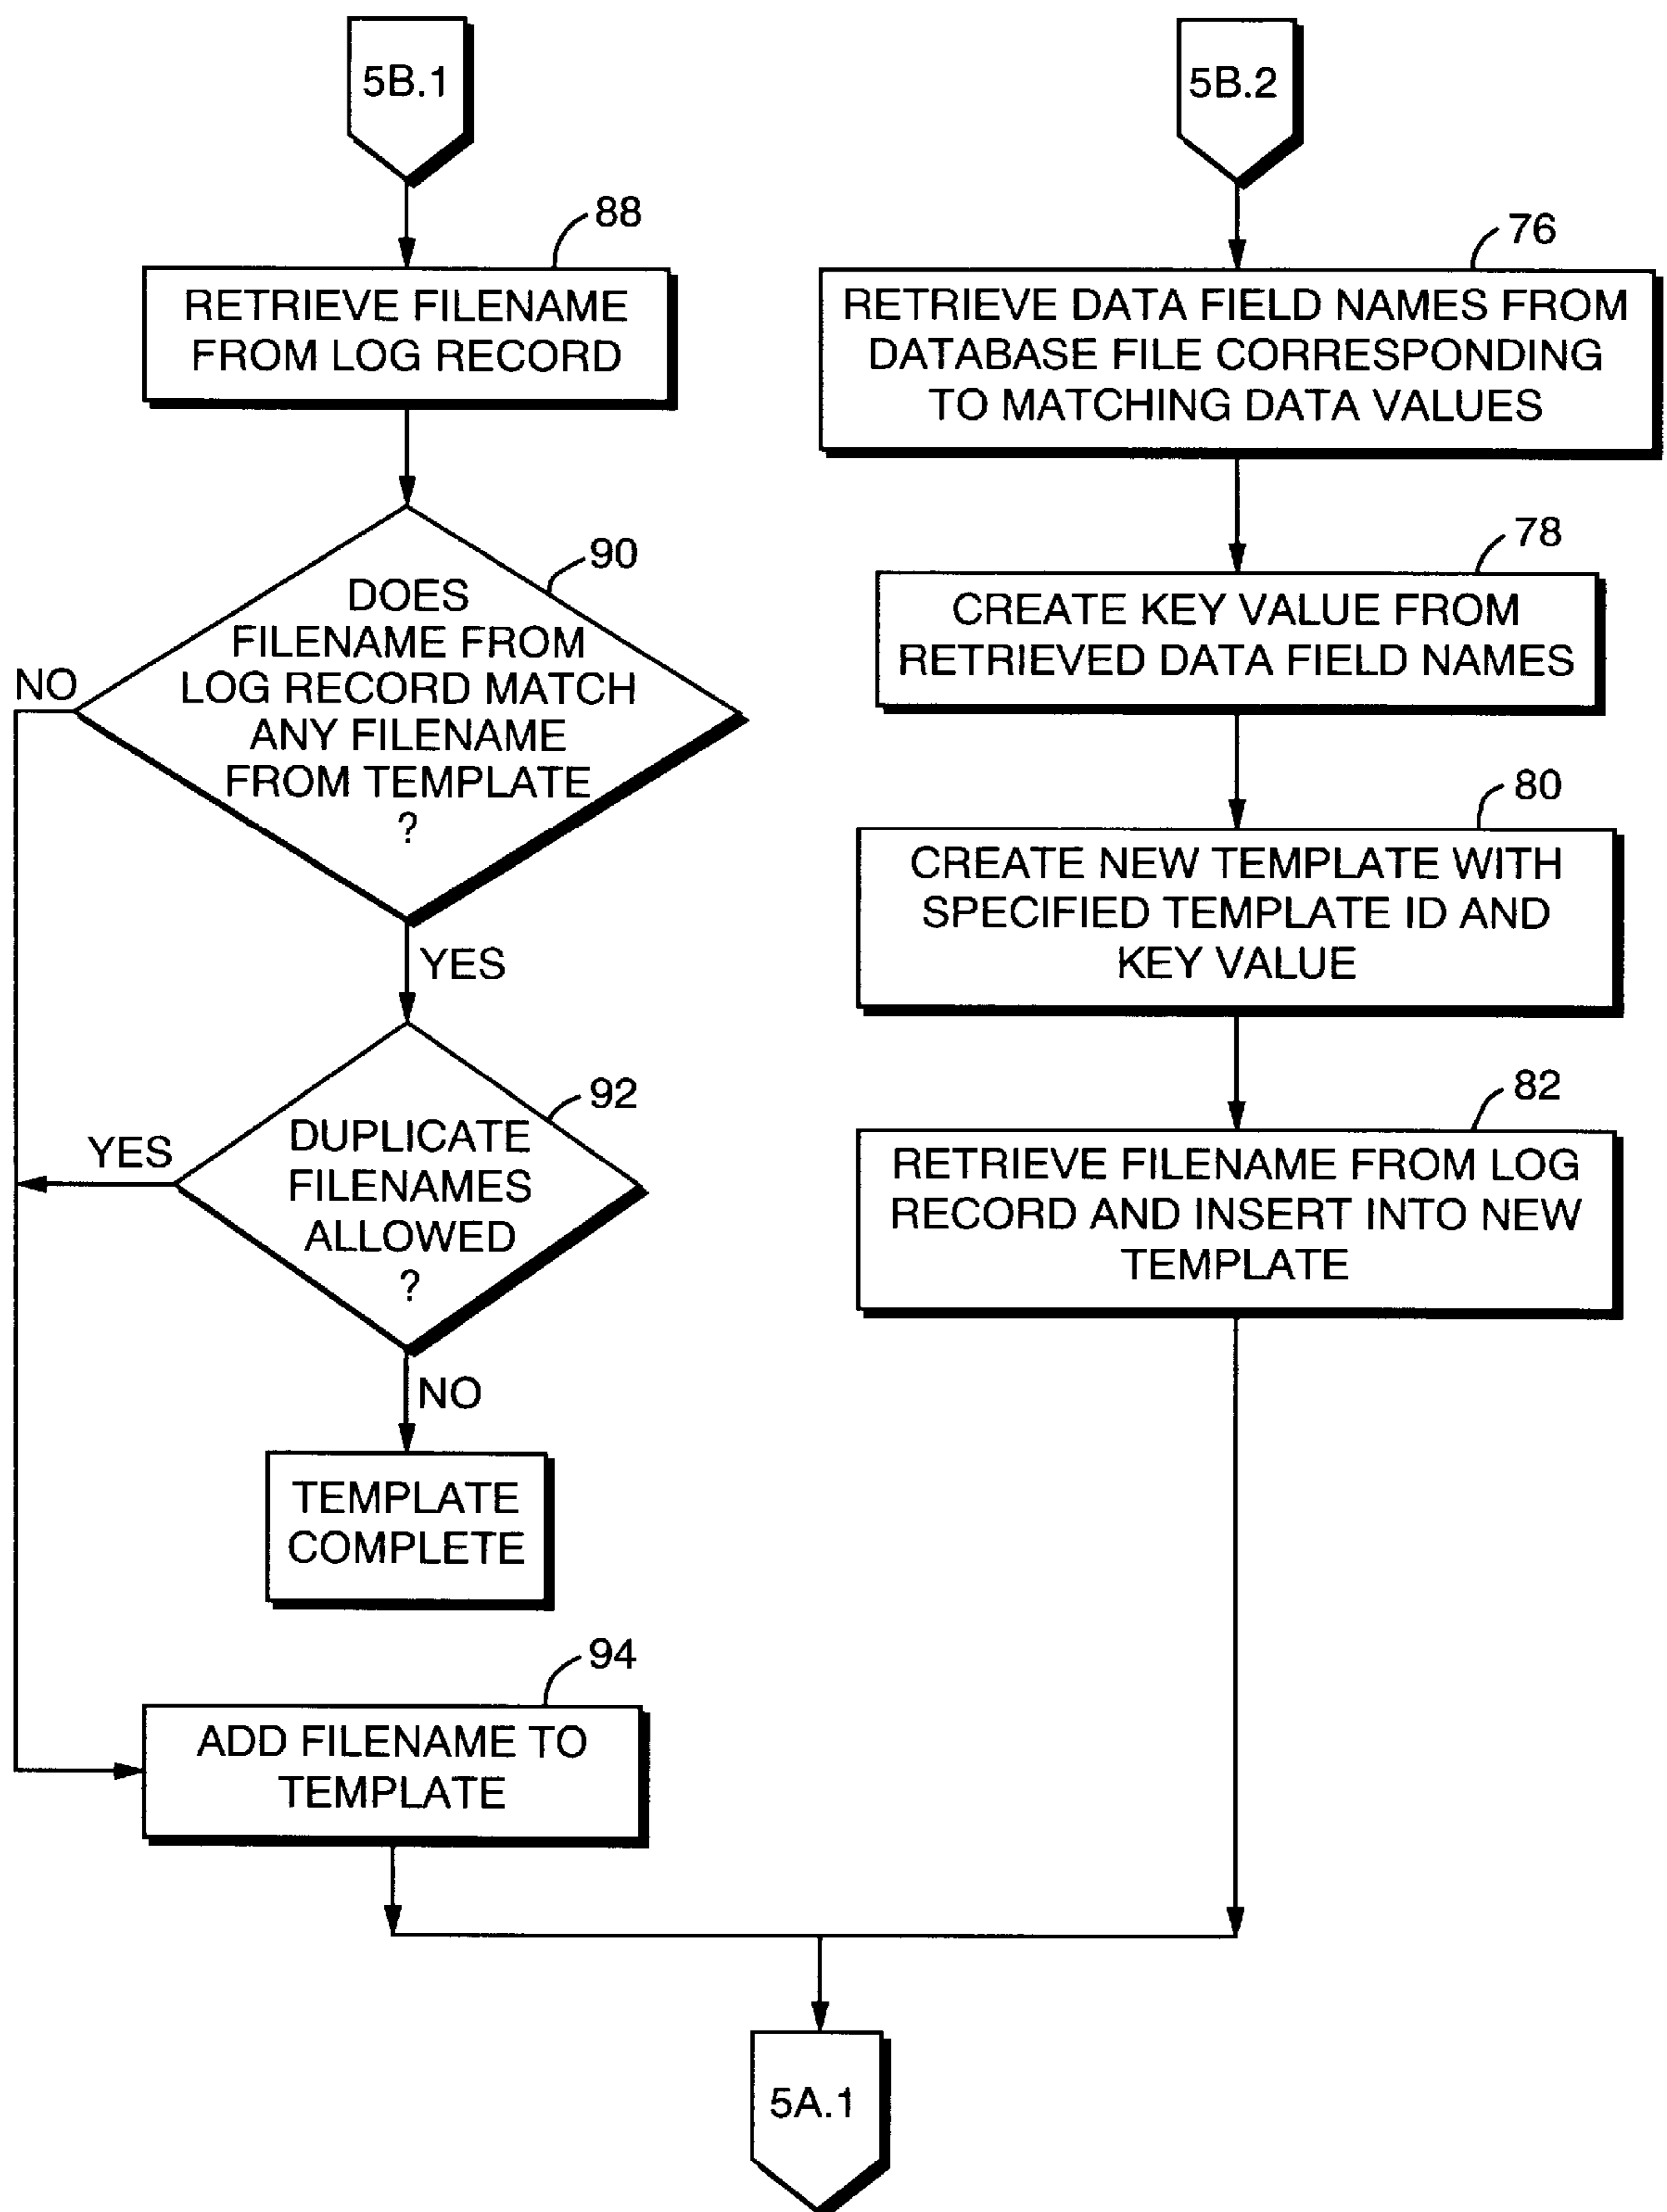 5B.1
88
RETRIEVE FILENAME
FROM LOG RECORD
90
DOES
FILENAME FROM
LOG RECORD MATCH
ANY FILENAME
FROM TEMPLATE
?
NO
YES
92
DUPLICATE
FILENAMES
ALLOWED
?
YES
NO
TEMPLATE
COMPLETE
94
ADD FILENAME TO
TEMPLATE
5B.2
76
RETRIEVE DATA FIELD NAMES FROM
DATABASE FILE CORRESPONDING
TO MATCHING DATA VALUES
78
CREATE KEY VALUE FROM
RETRIEVED DATA FIELD NAMES
80
CREATE NEW TEMPLATE WITH
SPECIFIED TEMPLATE ID AND
KEY VALUE
82
RETRIEVE FILENAME FROM LOG
RECORD AND INSERT INTO NEW
TEMPLATE
5A.1